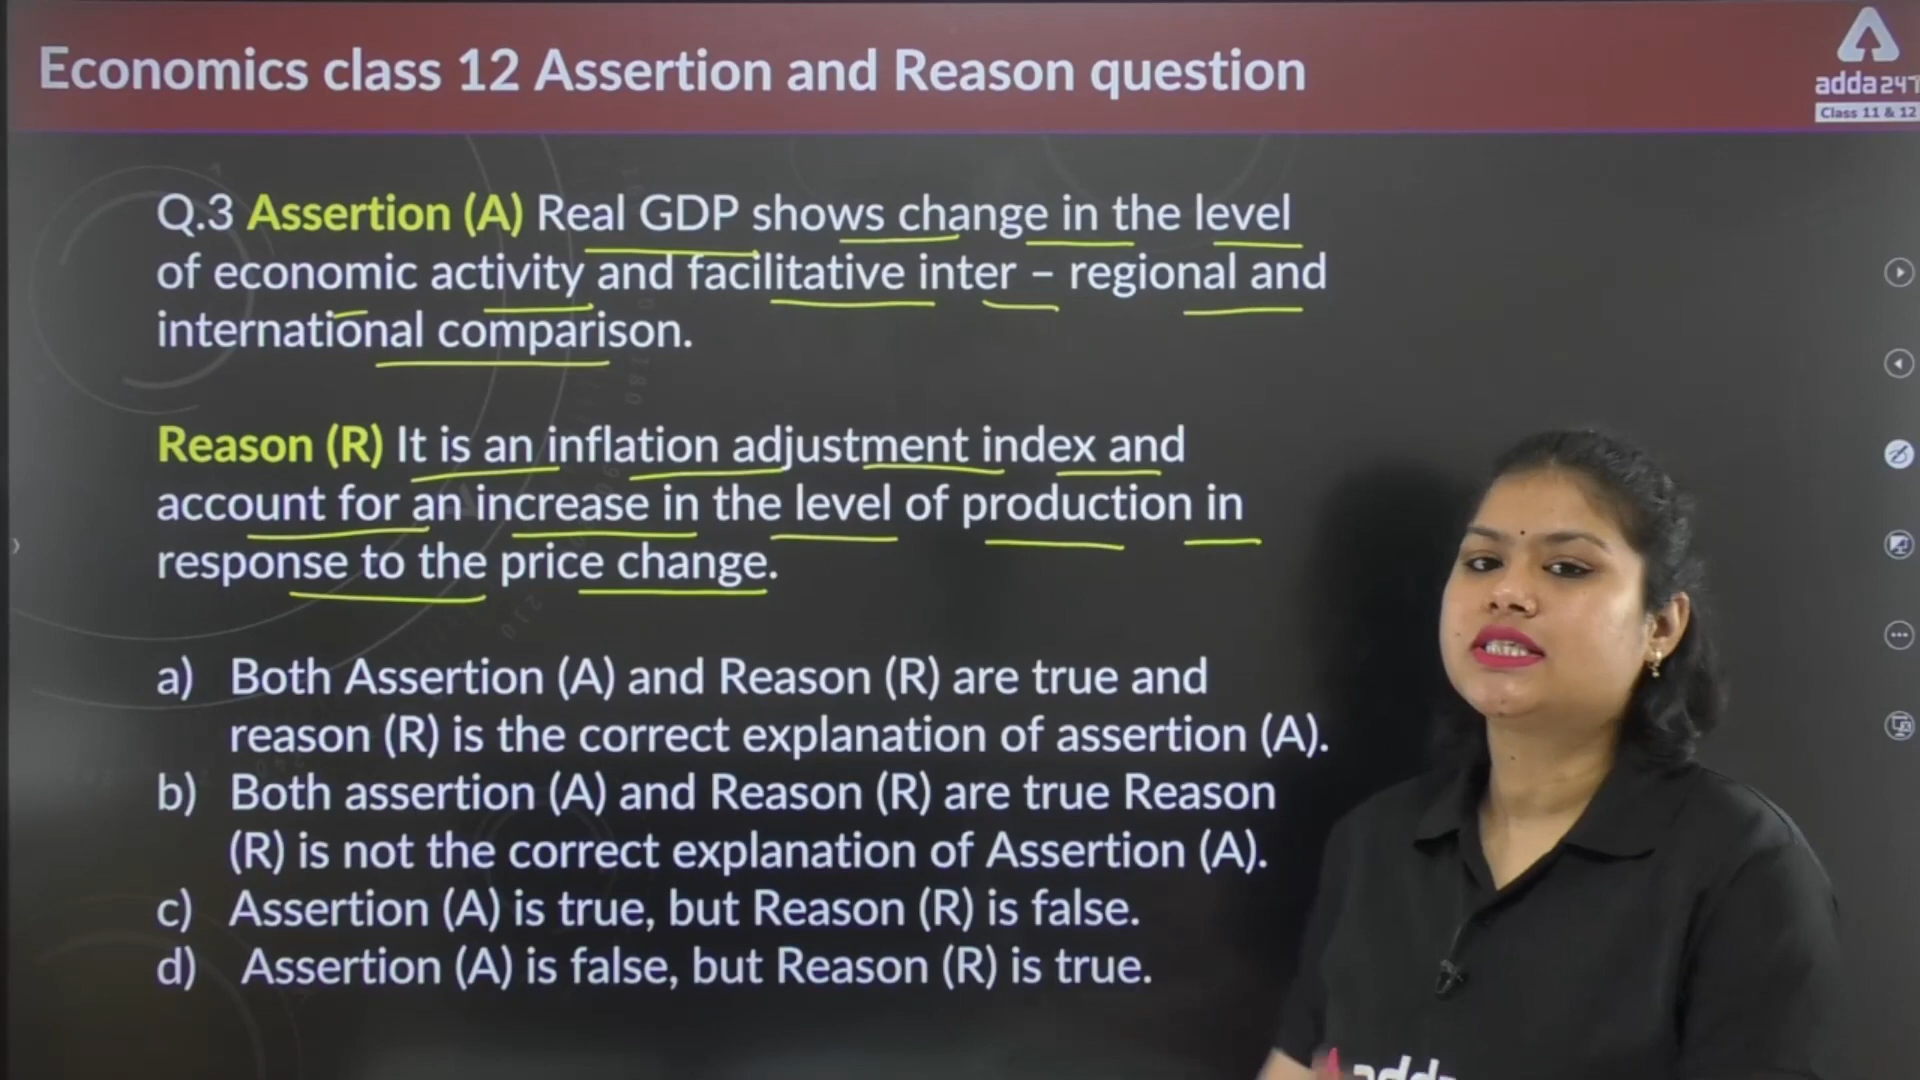 Economics class 12 Assertion and Reason question
adda247
Class 11 & 12
Q.3 Assertion (A) Real GDP shows change in the level
of economic activity and facilitative inter – regional and
international comparison.
Reason (R) It is an inflation adjustment index and
account for an increase in the level of production in
response to the price change.
a) Both Assertion (A) and Reason (R) are true and
reason (R) is the correct explanation of assertion (A).
b) Both assertion (A) and Reason (R) are true Reason
(R) is not the correct explanation of Assertion (A).
c) Assertion (A) is true, but Reason (R) is false.
d) Assertion (A) is false, but Reason (R) is true.